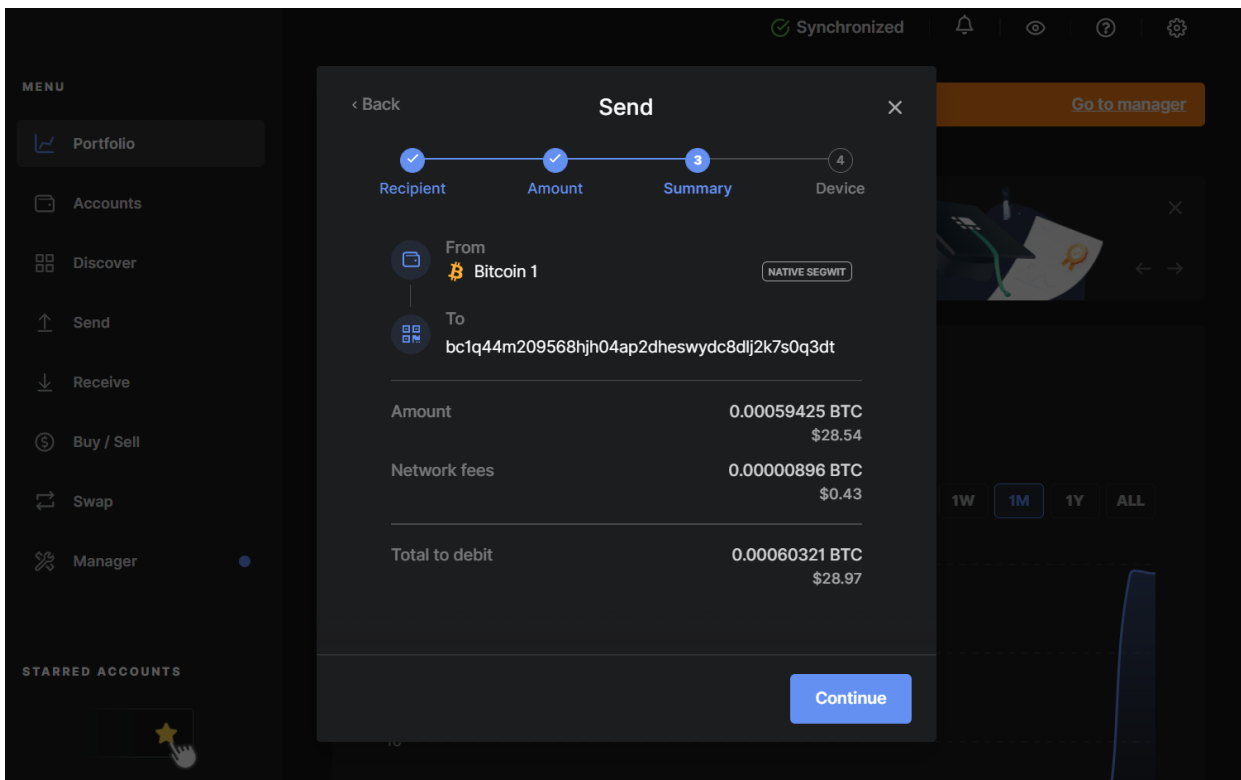 Synchronized
MENU
Go to manager
Portfolio
Accounts
Discover
Send
Receive
Buy / Sell
Swap
Manager
STARRED ACCOUNTS
‹ Back
Send
3
4
Recipient
Amount
Summary
Device
From
Bitcoin 1
NATIVE SEGWIT
To
bc1q44m209568hjh04ap2dheswydc8dlj2k7s0q3dt
Amount
0.00059425 BTC
$28.54
Network fees
0.00000896 BTC
$0.43
Total to debit
0.00060321 BTC
$28.97
Continue
1W 1M 1Y ALL